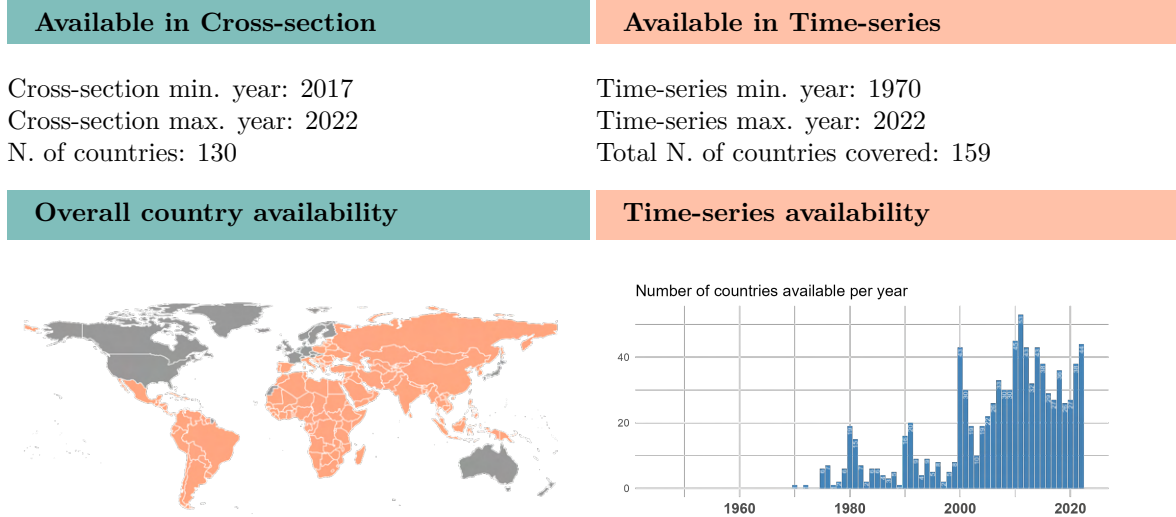 Available in Cross-section
Available in Time-series
Cross-section min. year: 2017
Cross-section max. year: 2022
N. of countries: 130
Time-series min. year: 1970
Time-series max. year: 2022
Total N. of countries covered: 159
Overall country availability
Time-series availability
Number of countries available per year
40
20
0
1960
1980
2000
2020